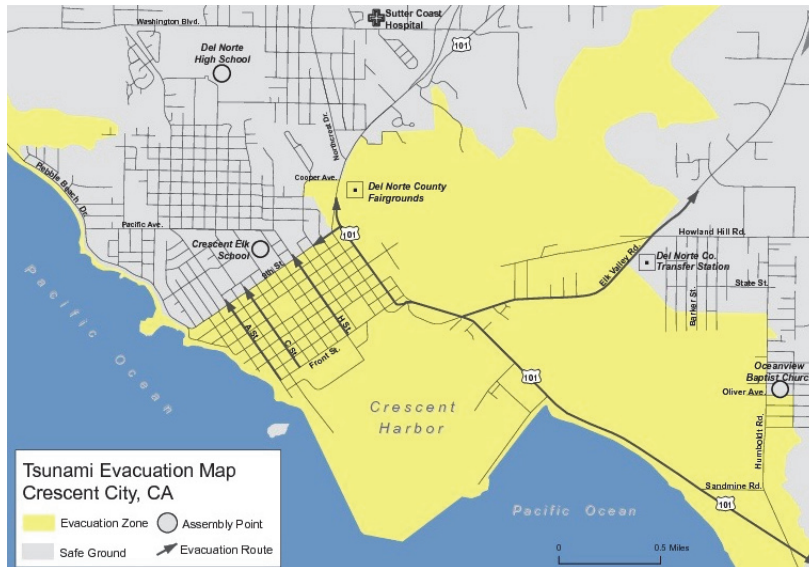 Washington Blvd.
Sutter Coast
Hospital
101
Del Norte
High School
Northcrest Dr.
Cooper Ave.
Del Norte County
Fairgrounds
Pebble Beach Dr.
Pacific Ave.
Crescent Elk
School
101
9th St.
Howland Hill Rd.
Elk Valley Rd.
Del Norte Co.
Transfer Station
Barker St.
State St.
A St.
C St.
H St.
Front St.
Pacific Ocean
Oceanview
Baptist Churc
101
Oliver Ave.
Crescent
Harbor
Humboldt Rd.
Sandmine Rd.
101
Pacific Ocean
Tsunami Evacuation Map
Crescent City, CA
Evacuation Zone
Assembly Point
Safe Ground
Evacuation Route
0 0.5 Miles